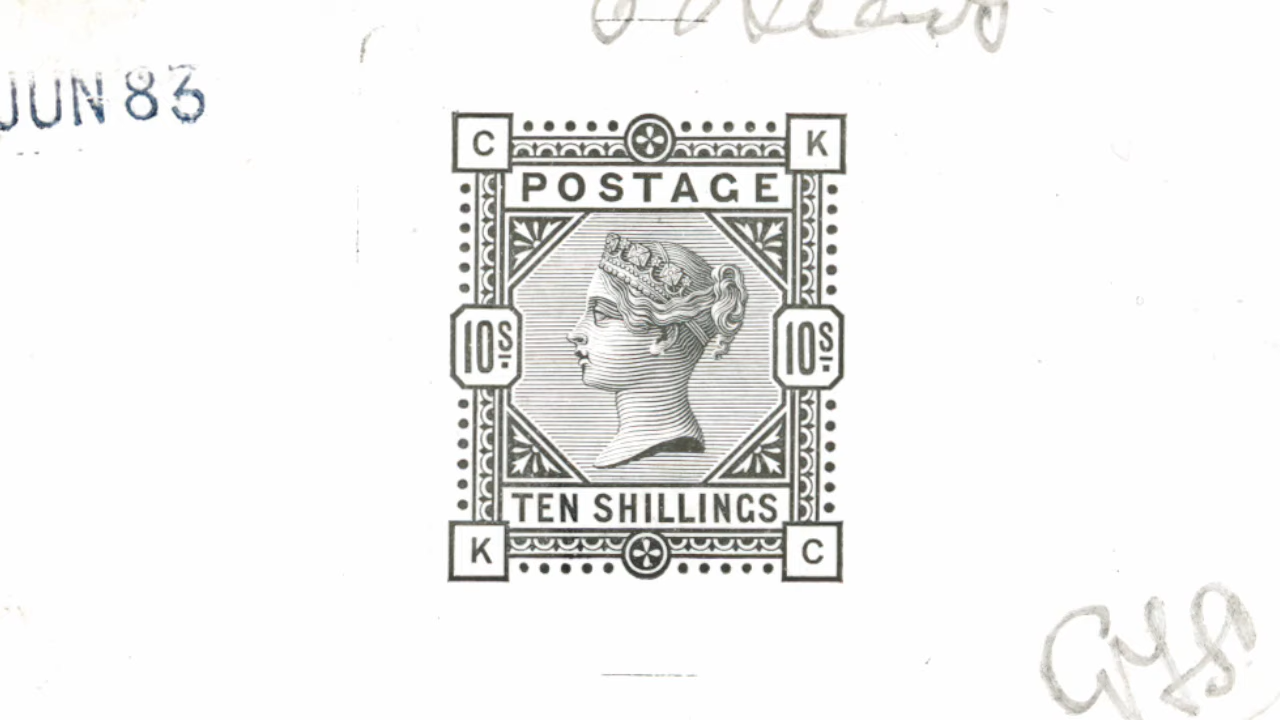 JUN 83
C K
POSTAGE
10S 10S
TEN SHILLINGS
K C